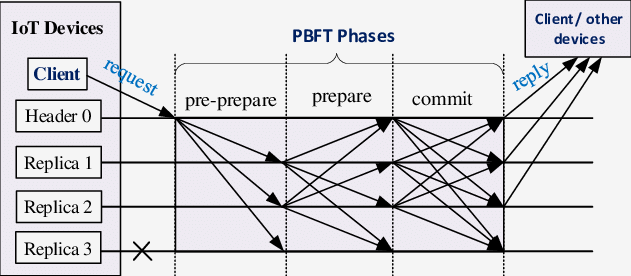 IoT Devices
PBFT Phases
Client/ other
devices
Client
request
reply
pre-prepare
prepare
commit
Header 0
Replica 1
Replica 2
Replica 3